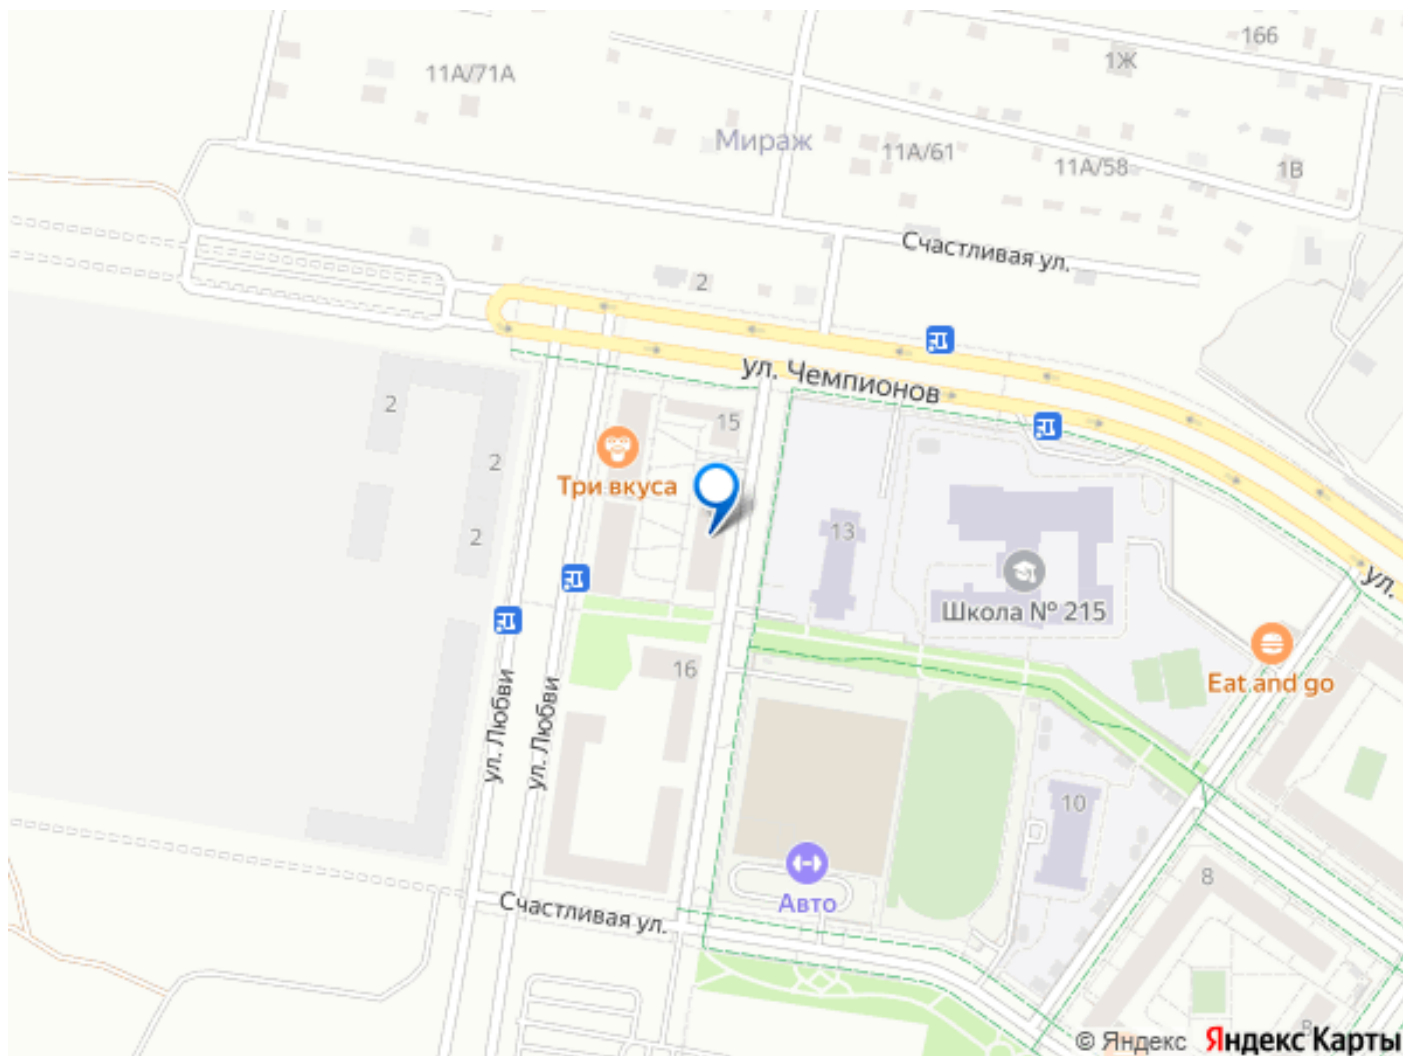 166
1Ж
11А/71А
Мираж
11А/61
11А/58
1В
Счастливая ул.
2
ул. Чемпионов
2
15
2
Три вкуса
2
13
ул.
Школа № 215
16
Eat and go
ул. Любви
ул. Любви
10
8
Авто
Счастливая ул.
© Яндекс Яндекс Карты